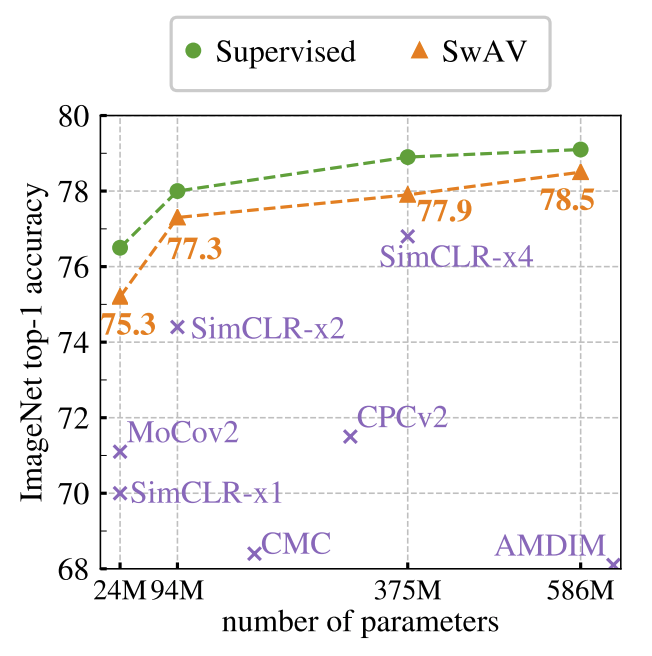 Supervised SwAV
80
78
76
74
72
70
68
ImageNet top-1 accuracy
77.3
77.9
78.5
75.3
SimCLR-x4
SimCLR-x2
MoCov2
CPCv2
SimCLR-x1
CMC
AMDIM
24M 94M 375M 586M
number of parameters